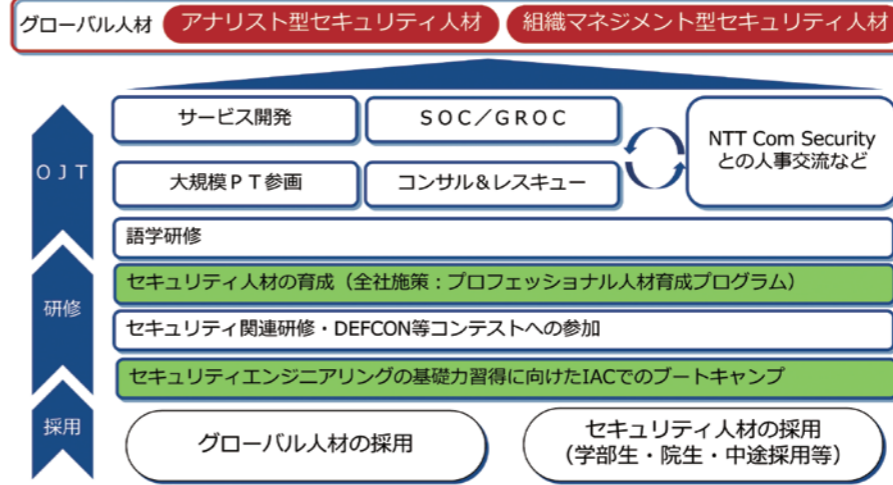 グローバル人材 アナリスト型セキュリティ人材 組織マネジメント型セキュリティ人材
OJT
サービス開発
SOC/GROC
大規模PT参画
コンサル&レスキュー
NTT Com Security
との人事交流など
語学研修
研修
セキュリティ人材の育成(全社施策:プロフェッショナル人材育成プログラム)
セキュリティ関連研修・DEFCON等コンテストへの参加
セキュリティエンジニアリングの基礎力習得に向けたIACでのブートキャンプ
採用
グローバル人材の採用
セキュリティ人材の採用
(学部生・院生・中途採用等)